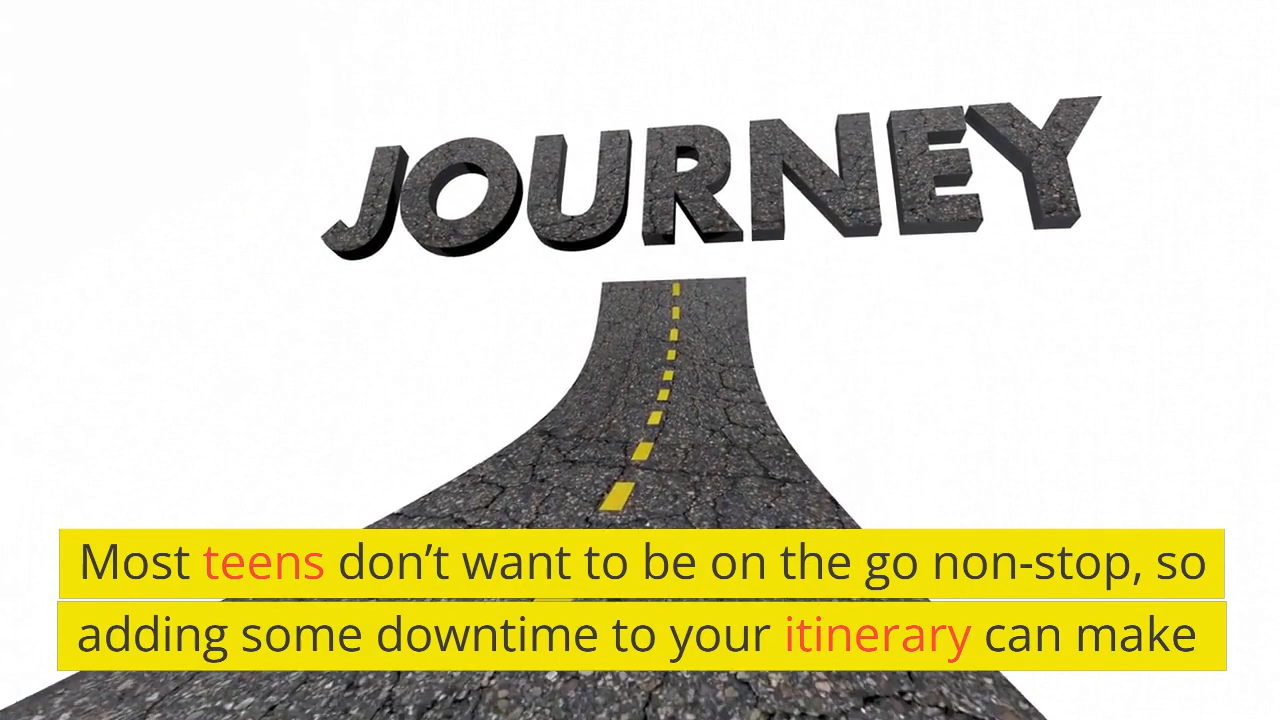 JOURNEY
Most teens don’t want to be on the go non-stop, so
adding some downtime to your itinerary can make